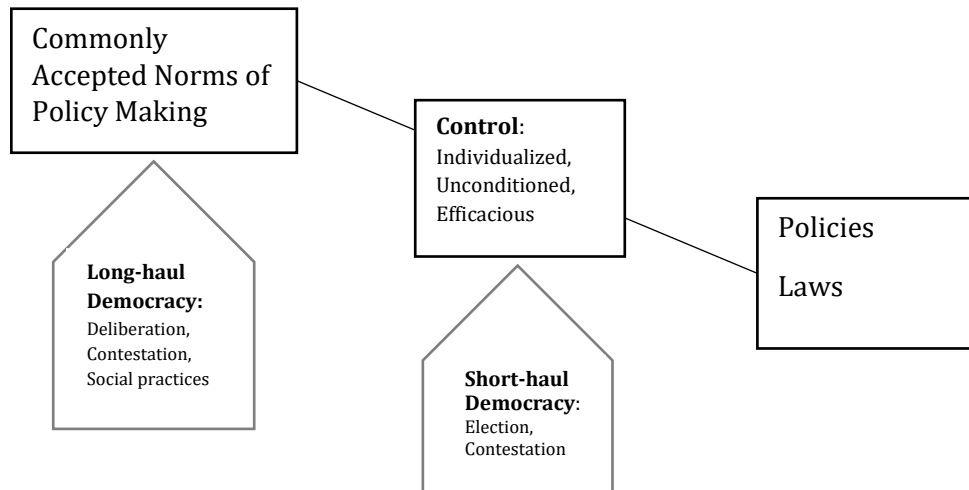 Commonly
Accepted Norms of
Policy Making
Control:
Individualized,
Unconditioned,
Efficacious
Policies
Laws
Long-haul
Democracy:
Deliberation,
Contestation,
Social practices
Short-haul
Democracy:
Election,
Contestation